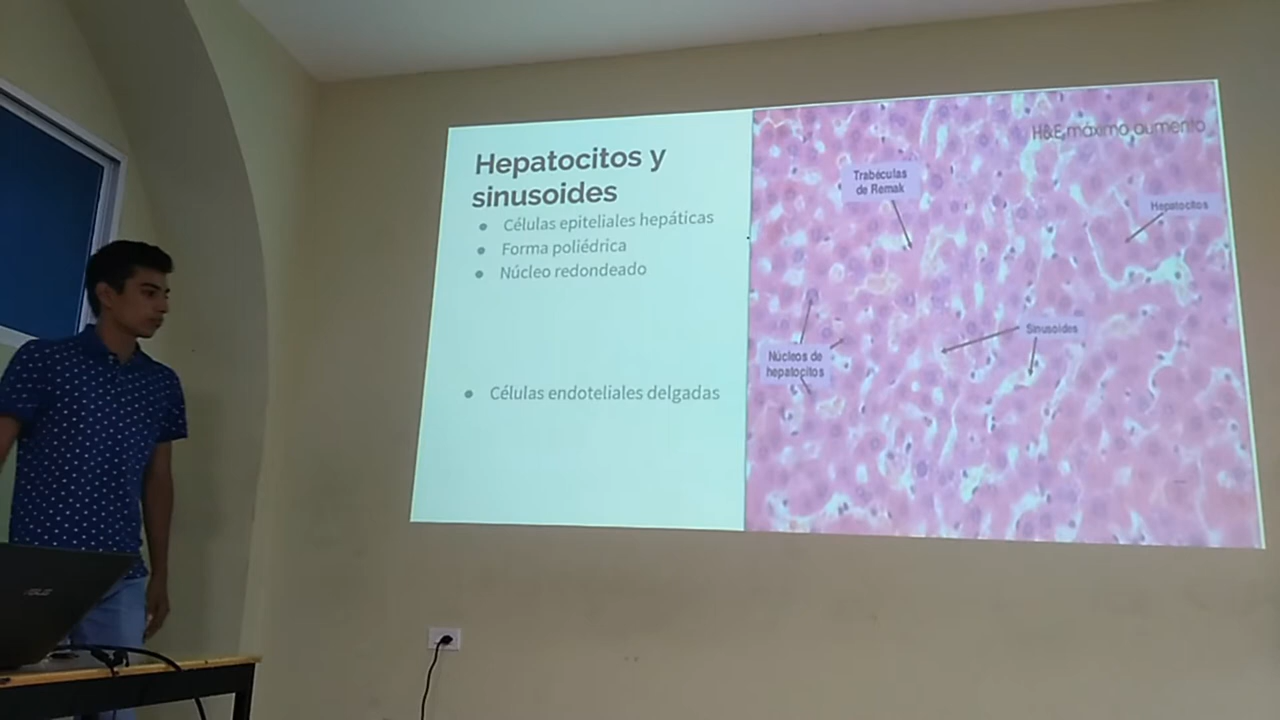 Hepatocitos y
sinusoides
Células epiteliales hepáticas
Forma poliédrica
Núcleo redondeado
Células endoteliales delgadas
H&E, máximo aumento
Trabéculas
de Remak
Hepatocitos
Sinusoides
Núcleos de
hepatocitos
ASUS